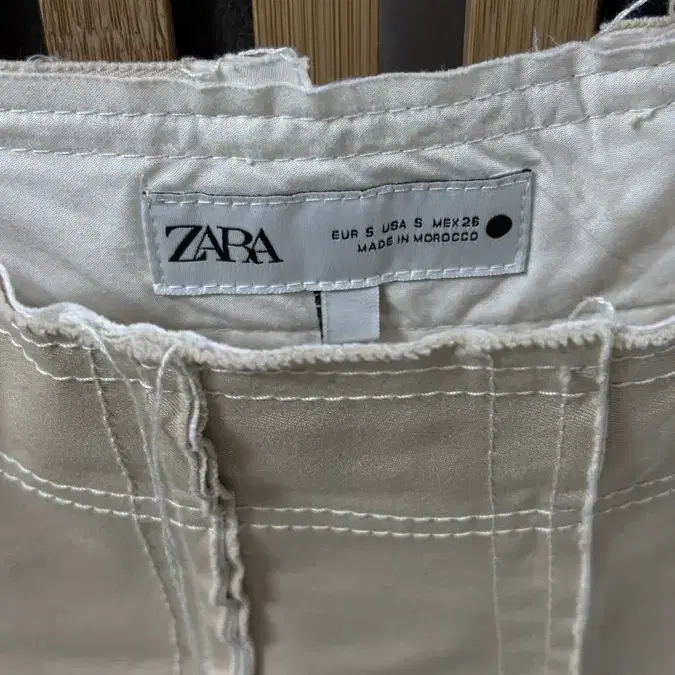 ZARA
EUR S USA S MEX 26
MADE IN MOROCCO